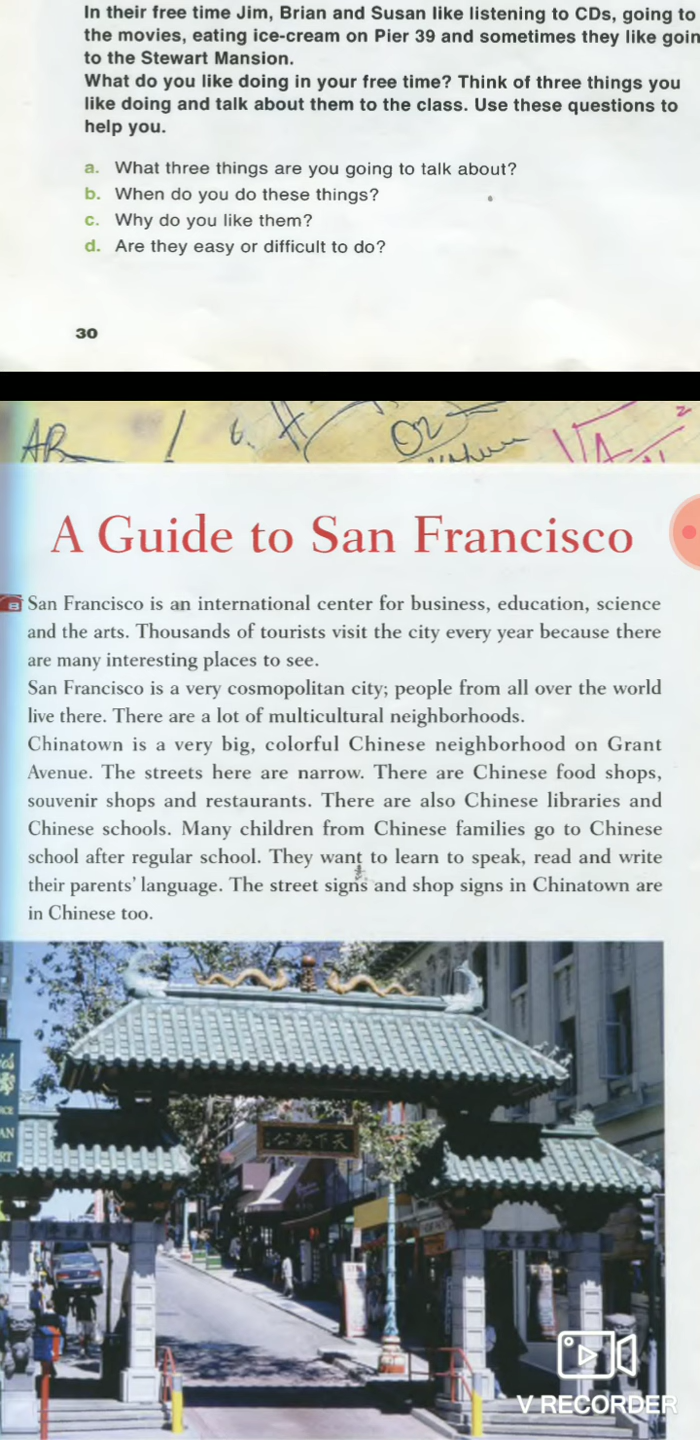 In their free time Jim, Brian and Susan like listening to CDs, going to
the movies, eating ice-cream on Pier 39 and sometimes they like goin
to the Stewart Mansion.
What do you like doing in your free time? Think of three things you
like doing and talk about them to the class. Use these questions to
help you.
a. What three things are you going to talk about?
b. When do you do these things?
c. Why do you like them?
d. Are they easy or difficult to do?
30
A Guide to San Francisco
San Francisco is an international center for business, education, science
and the arts. Thousands of tourists visit the city every year because there
are many interesting places to see.
San Francisco is a very cosmopolitan city; people from all over the world
live there. There are a lot of multicultural neighborhoods.
Chinatown is a very big, colorful Chinese neighborhood on Grant
Avenue. The streets here are narrow. There are Chinese food shops,
souvenir shops and restaurants. There are also Chinese libraries and
Chinese schools. Many children from Chinese families go to Chinese
school after regular school. They want to learn to speak, read and write
their parents' language. The street signs and shop signs in Chinatown are
in Chinese too.
天下為公
V RECORDER